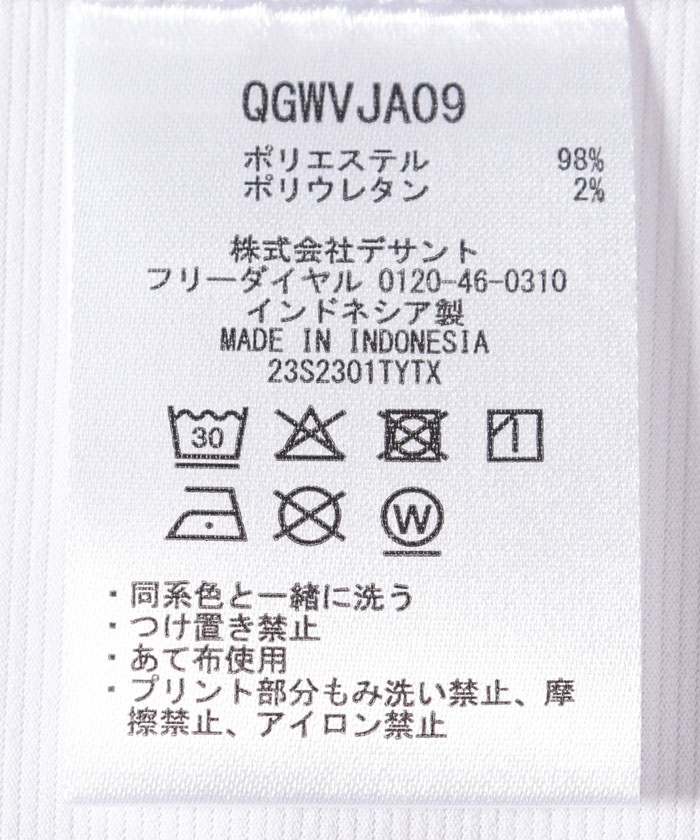 QGWVJA09
ポリエステル 98%
ポリウレタン 2%
株式会社デサント
フリーダイヤル 0120-46-0310
インドネシア製
MADE IN INDONESIA
23S2301TYTX
30
W
・同系色と一緒に洗う
・つけ置き禁止
・あて布使用
・プリント部分もみ洗い禁止、摩
擦禁止、アイロン禁止